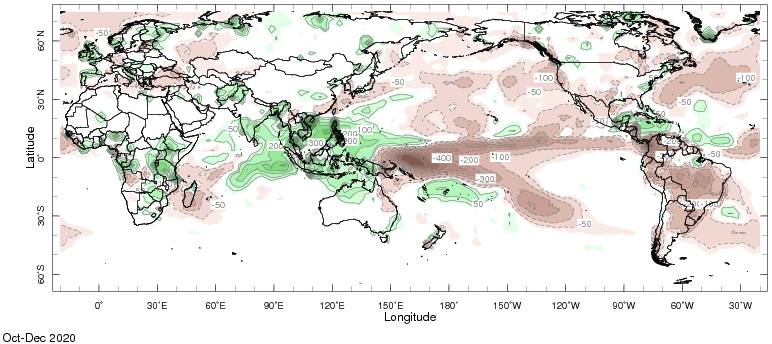 60°N
30°N
0°
30°S
60°S
Latitude
-50
-50
-100
-50
-100
-50
50
200
300
200
100
-400
-200
-100
-300
-50
50
-50
-50
-50
-100
0°
30°E
60°E
90°E
120°E
150°E
180°
150°W
120°W
90°W
60°W
30°W
Longitude
Oct-Dec 2020